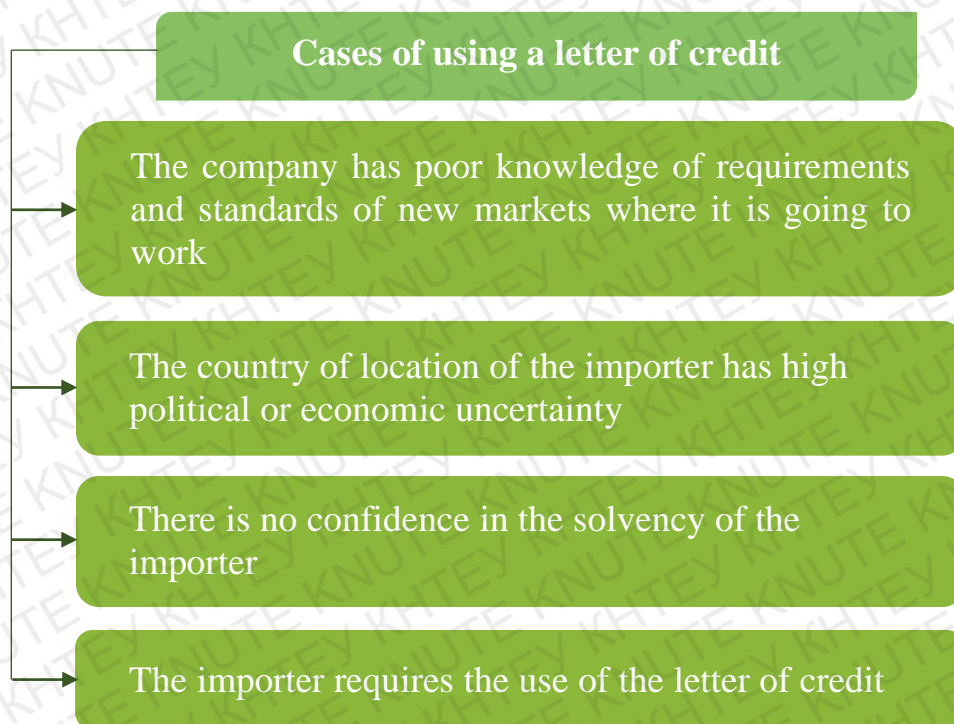 Cases of using a letter of credit
The company has poor knowledge of requirements
and standards of new markets where it is going to
work
The country of location of the importer has high
political or economic uncertainty
There is no confidence in the solvency of the
importer
The importer requires the use of the letter of credit